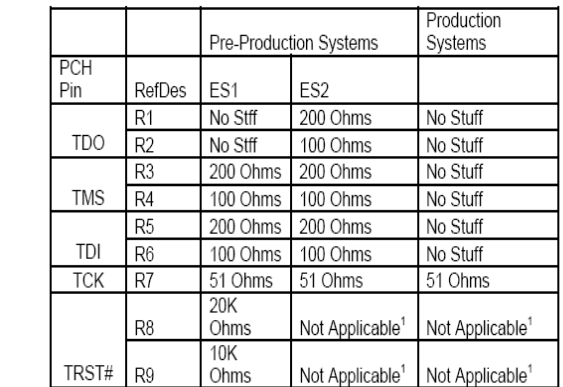 Pre-Production Systems Production Systems
PCH Pin RefDes ES1 ES2
TDO R1 No Stff 200 Ohms No Stuff
R2 No Stff 100 Ohms No Stuff
TMS R3 200 Ohms 200 Ohms No Stuff
R4 100 Ohms 100 Ohms No Stuff
TDI R5 200 Ohms 200 Ohms No Stuff
R6 100 Ohms 100 Ohms No Stuff
TCK R7 51 Ohms 51 Ohms 51 Ohms
TRST# R8 20K Ohms Not Applicable¹ Not Applicable¹
R9 10K Ohms Not Applicable¹ Not Applicable¹